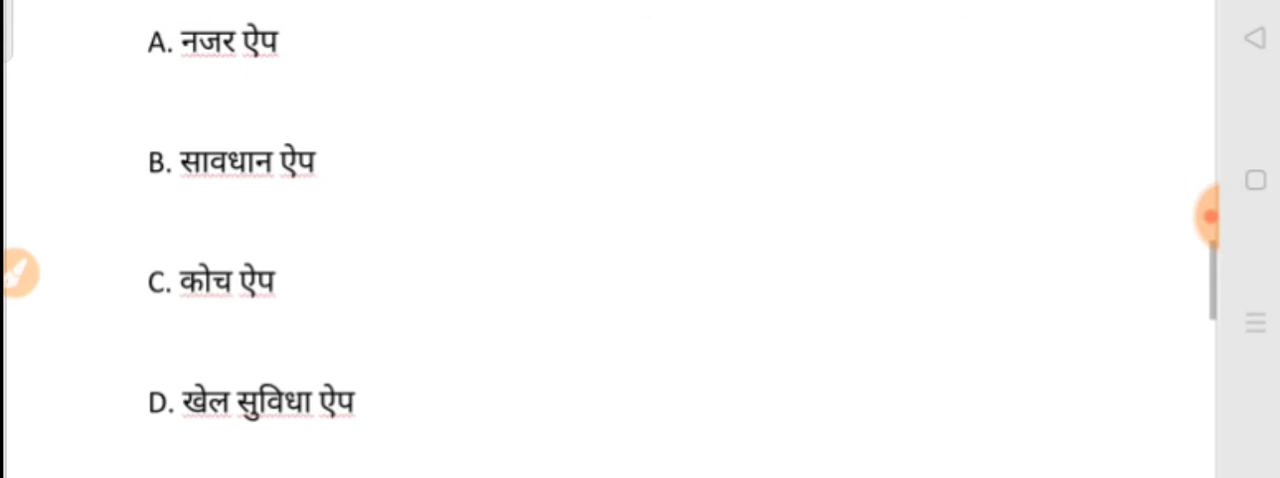 A. नजर ऐप
B. सावधान ऐप
C. कोच ऐप
D. खेल सुविधा ऐप